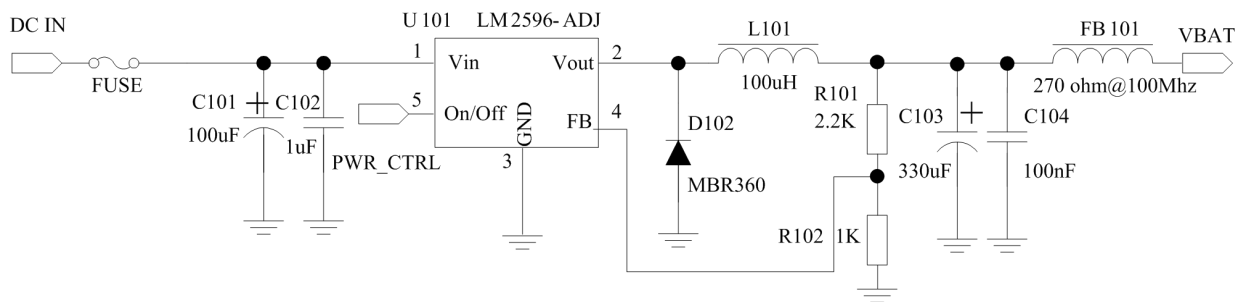 DC IN
FUSE
C101
100uF
C102
1uF
5
PWR_CTRL
U 101
LM 2596- ADJ
1
Vin
Vout
2
On/Off
GND
FB
4
3
D102
MBR360
L101
100uH
R101
2.2K
R102
1K
C103
330uF
C104
100nF
FB 101
270 ohm@100Mhz
VBAT